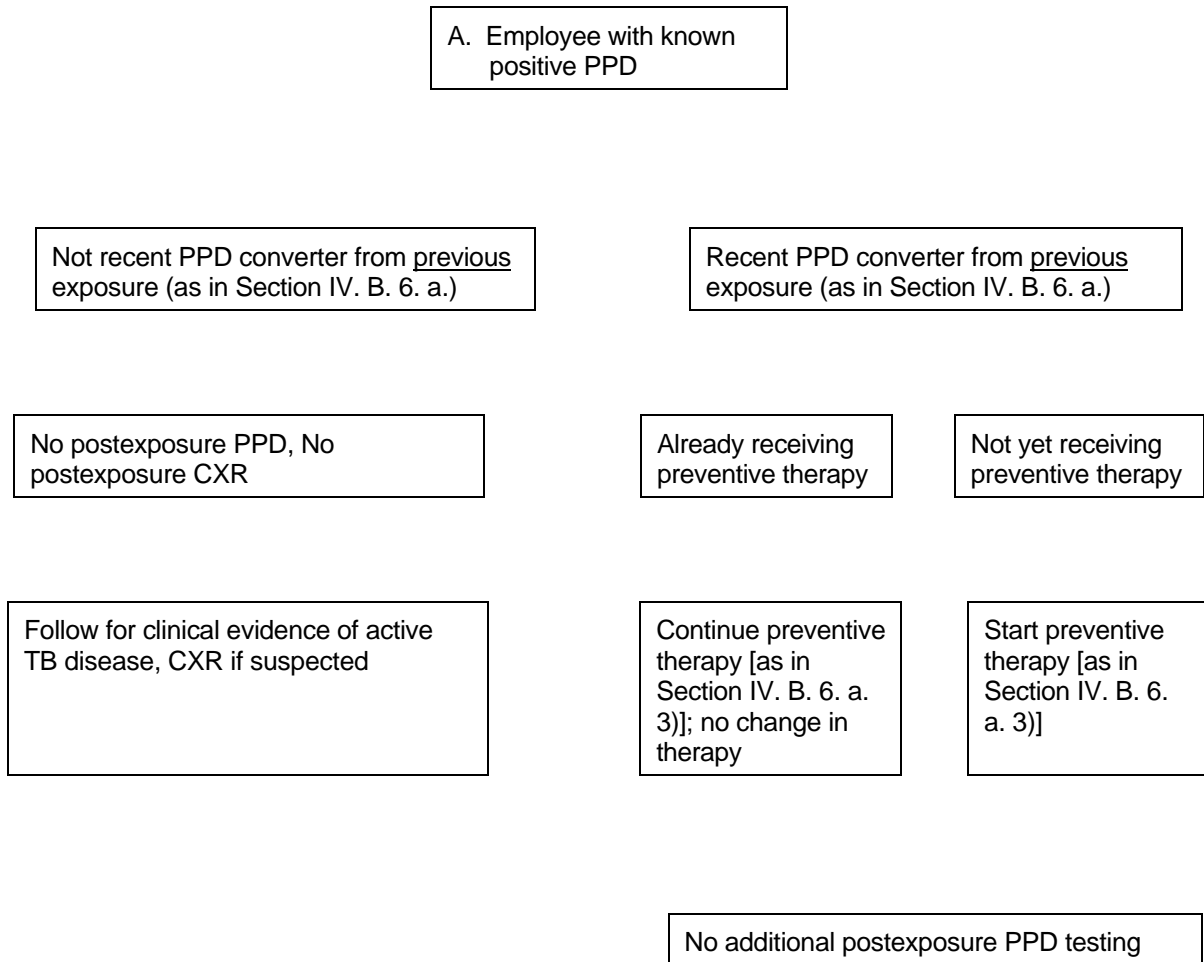 A. Employee with known
positive PPD
Not recent PPD converter from previous
exposure (as in Section IV. B. 6. a.)
Recent PPD converter from previous
exposure (as in Section IV. B. 6. a.)
No postexposure PPD, No
postexposure CXR
Already receiving
preventive therapy
Not yet receiving
preventive therapy
Follow for clinical evidence of active
TB disease, CXR if suspected
Continue preventive
therapy [as in
Section IV. B. 6. a.
3)]; no change in
therapy
Start preventive
therapy [as in
Section IV. B. 6.
a. 3)]
No additional postexposure PPD testing